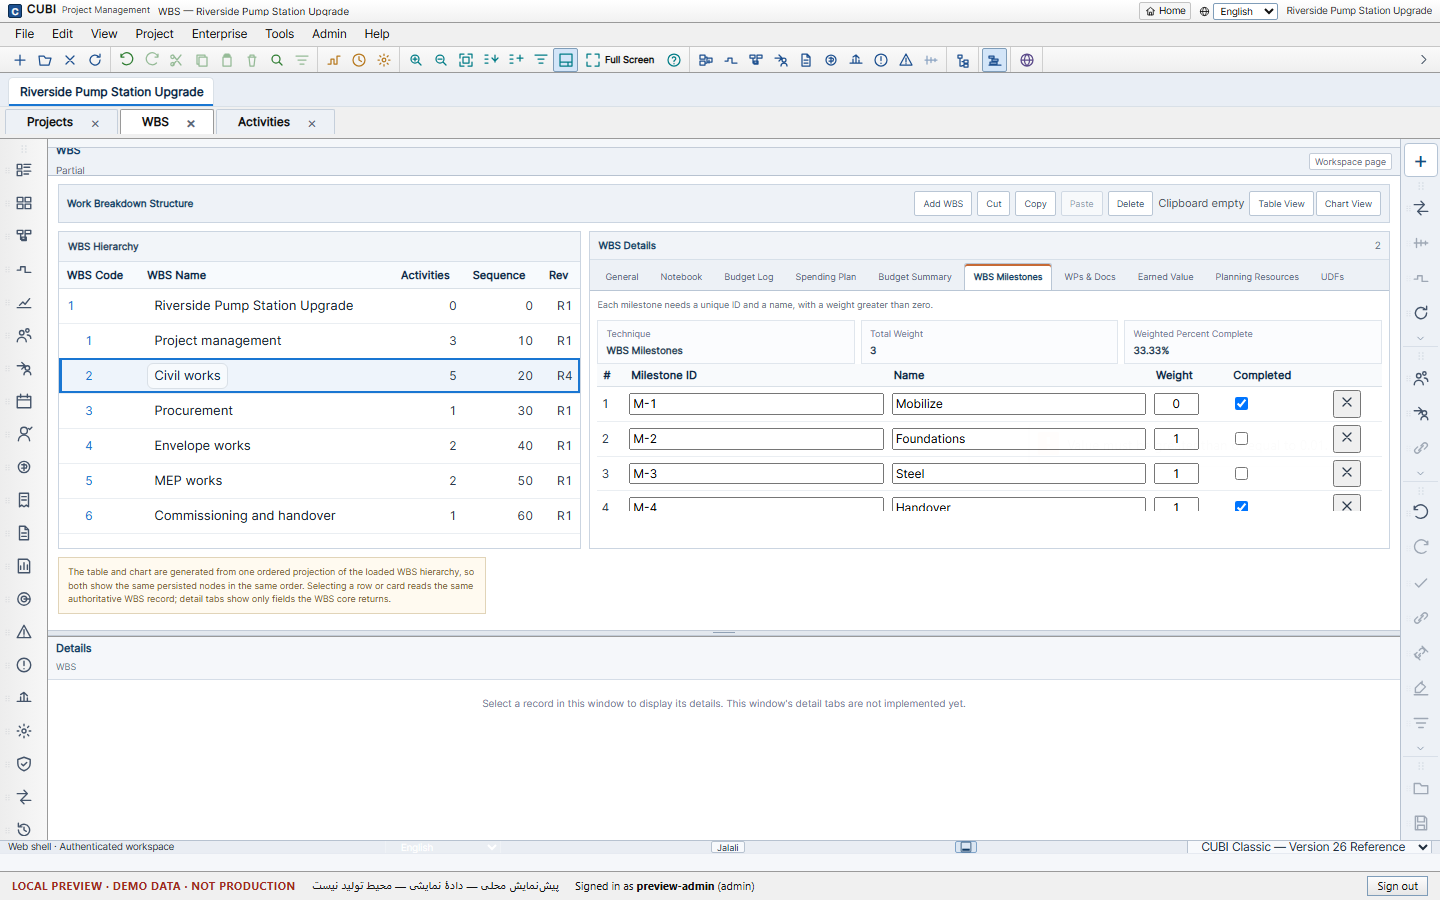 C CUBI Project Management WBS — Riverside Pump Station Upgrade Home English Riverside Pump Station Upgrade
File Edit View Project Enterprise Tools Admin Help
Full Screen
Riverside Pump Station Upgrade
Projects × WBS × Activities ×
WBS
Partial Workspace page
Work Breakdown Structure Add WBS Cut Copy Paste Delete Clipboard empty Table View Chart View
WBS Hierarchy
WBS Code WBS Name Activities Sequence Rev
1 Riverside Pump Station Upgrade 0 0 R1
1 Project management 3 10 R1
2 Civil works 5 20 R4
3 Procurement 1 30 R1
4 Envelope works 2 40 R1
5 MEP works 2 50 R1
6 Commissioning and handover 1 60 R1
WBS Details 2
General Notebook Budget Log Spending Plan Budget Summary WBS Milestones WPs & Docs Earned Value Planning Resources UDFs
Each milestone needs a unique ID and a name, with a weight greater than zero.
Technique
WBS Milestones
Total Weight
3
Weighted Percent Complete
33.33%
# Milestone ID Name Weight Completed
1 M-1 Mobilize 0
2 M-2 Foundations 1
3 M-3 Steel 1
4 M-4 Handover 1
The table and chart are generated from one ordered projection of the loaded WBS hierarchy, so
both show the same persisted nodes in the same order. Selecting a row or card reads the same
authoritative WBS record; detail tabs show only fields the WBS core returns.
Details
WBS
Select a record in this window to display its details. This window's detail tabs are not implemented yet.
Web shell · Authenticated workspace English Jalali CUBI Classic — Version 26 Reference
LOCAL PREVIEW · DEMO DATA · NOT PRODUCTION پیش‌نمایش محلی — دادهٔ نمایشی — محیط تولید نیست Signed in as preview-admin (admin) Sign out